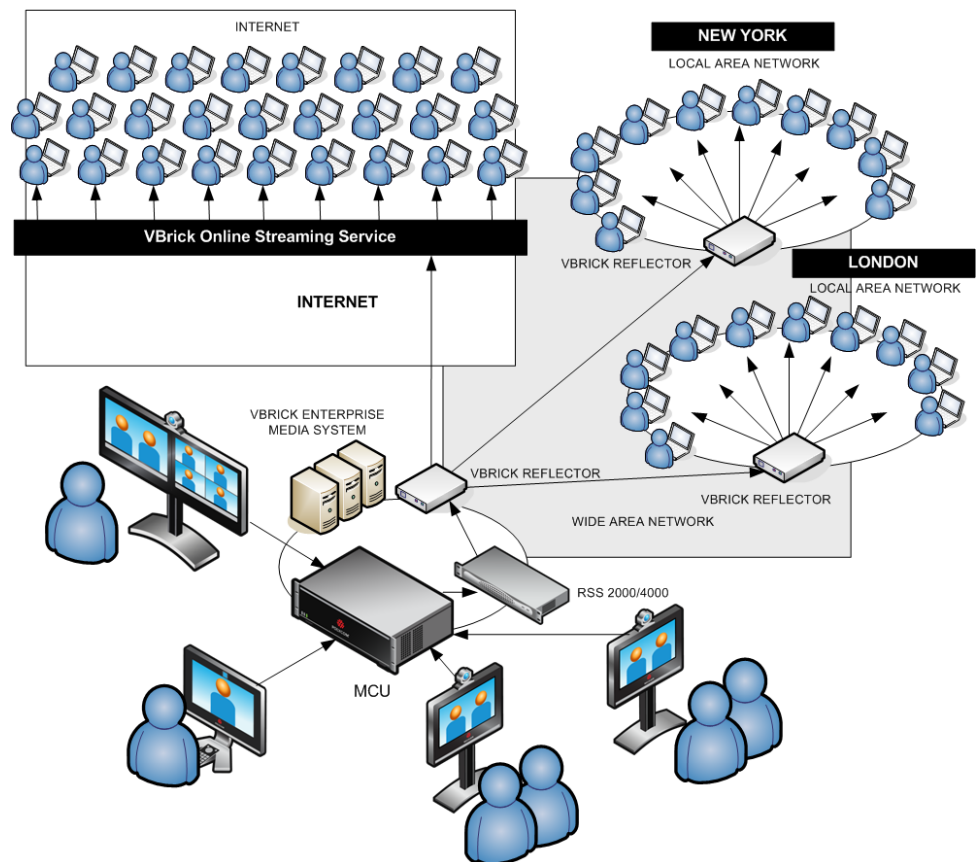 INTERNET
NEW YORK
LOCAL AREA NETWORK
VBrick Online Streaming Service
VBRICK REFLECTOR
LONDON
LOCAL AREA NETWORK
INTERNET
VBRICK ENTERPRISE
MEDIA SYSTEM
VBRICK REFLECTOR
VBRICK REFLECTOR
WIDE AREA NETWORK
RSS 2000/4000
POLYCOM
MCU